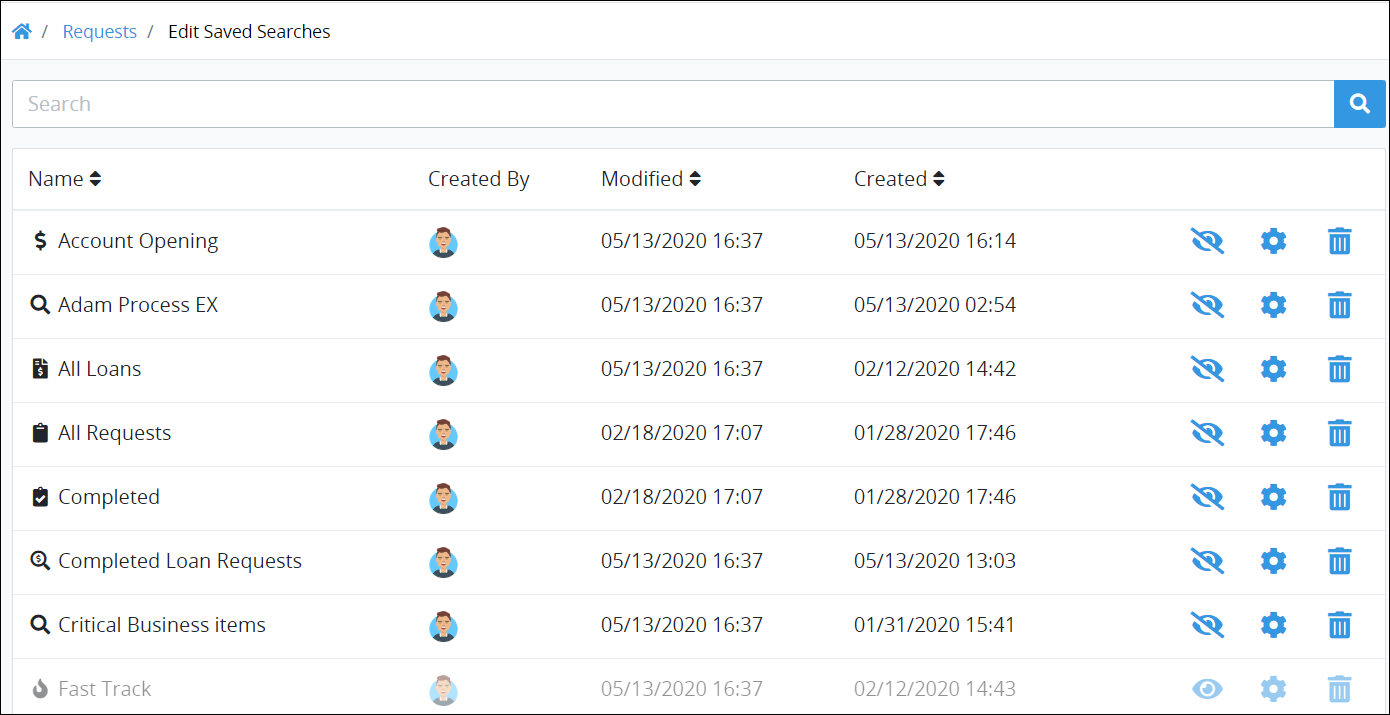 / Requests / Edit Saved Searches
Search
Name Created By Modified Created
Account Opening 05/13/2020 16:37 05/13/2020 16:14
Adam Process EX 05/13/2020 16:37 05/13/2020 02:54
All Loans 05/13/2020 16:37 02/12/2020 14:42
All Requests 02/18/2020 17:07 01/28/2020 17:46
Completed 02/18/2020 17:07 01/28/2020 17:46
Completed Loan Requests 05/13/2020 16:37 05/13/2020 13:03
Critical Business items 05/13/2020 16:37 01/31/2020 15:41
Fast Track 05/13/2020 16:37 02/12/2020 14:43